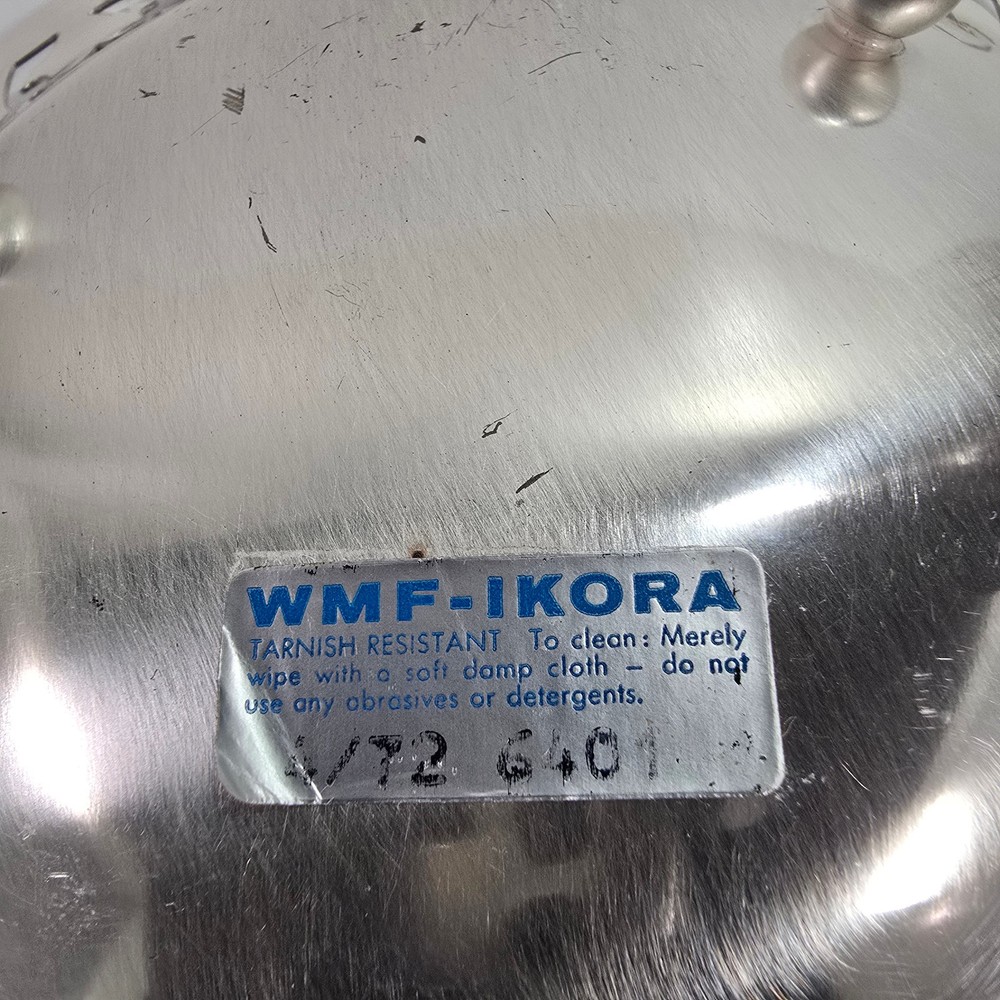 WMF-IKORA
TARNISH RESISTANT To clean: Merely
wipe with a soft damp cloth – do not
use any abrasives or detergents.
4/72 6401